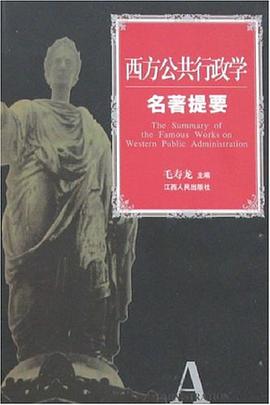 西方公共行政学
名著提要
The Summary of
the Famous Works on
Western Public Administration
毛寿龙 主编
江西人民出版社
A